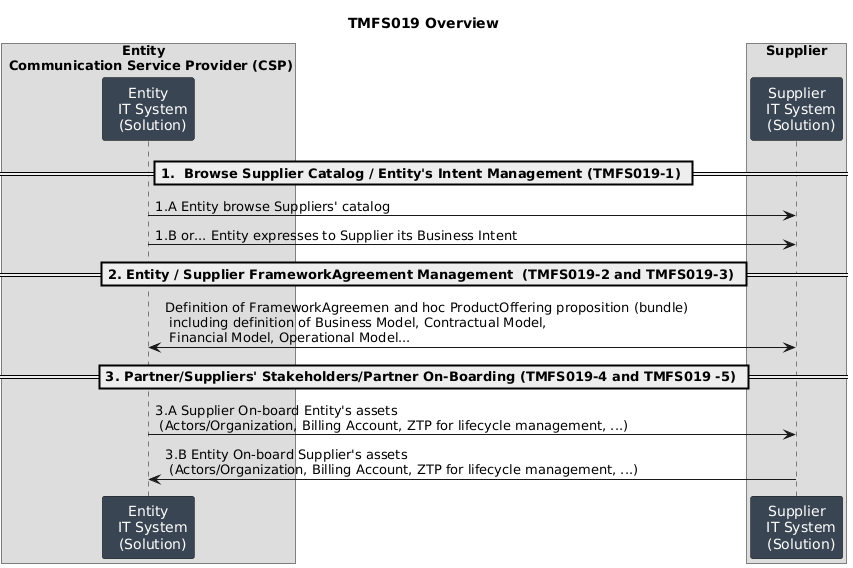 TMFS019 Overview
Entity
Communication Service Provider (CSP)
Supplier
Entity
IT System
(Solution)
Supplier
IT System
(Solution)
1.  Browse Supplier Catalog / Entity's Intent Management (TMFS019-1)
1.A Entity browse Suppliers' catalog
1.B or... Entity expresses to Supplier its Business Intent
2. Entity / Supplier FrameworkAgreement Management  (TMFS019-2 and TMFS019-3)
Definition of FrameworkAgreemen and hoc ProductOffering proposition (bundle)
including definition of Business Model, Contractual Model,
Financial Model, Operational Model...
3. Partner/Suppliers' Stakeholders/Partner On-Boarding (TMFS019-4 and TMFS019 -5)
3.A Supplier On-board Entity's assets
(Actors/Organization, Billing Account, ZTP for lifecycle management, ...)
3.B Entity On-board Supplier's assets
(Actors/Organization, Billing Account, ZTP for lifecycle management, ...)
Entity
IT System
(Solution)
Supplier
IT System
(Solution)